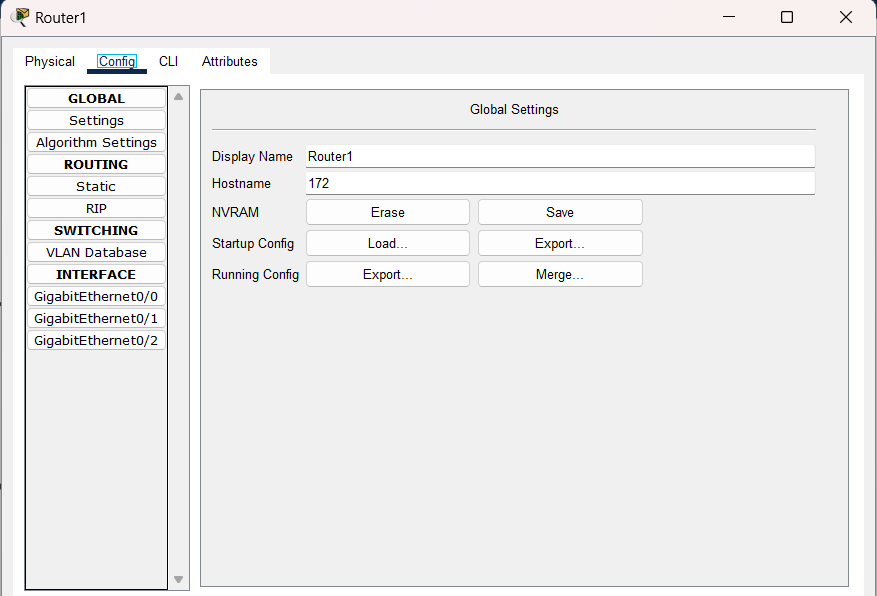 Router1
Physical Config CLI Attributes
GLOBAL
Settings
Algorithm Settings
ROUTING
Static
RIP
SWITCHING
VLAN Database
INTERFACE
GigabitEthernet0/0
GigabitEthernet0/1
GigabitEthernet0/2
Global Settings
Display Name Router1
Hostname 172
NVRAM Erase Save
Startup Config Load... Export...
Running Config Export... Merge...